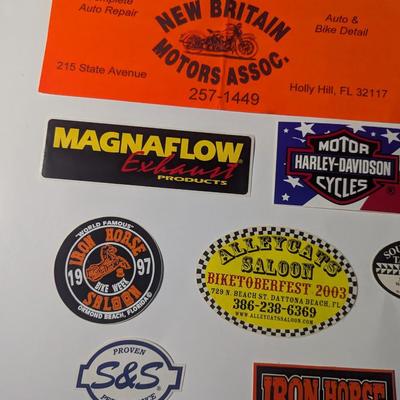 Complete
Auto Repair
NEW BRITAIN
MOTORS ASSOC.
Auto &
Bike Detail
215 State Avenue
257-1449
Holly Hill, FL 32117
MAGNAFLOW
Exhaust
PRODUCTS
MOTOR
HARLEY-DAVIDSON
CYCLES
"WORLD FAMOUS"
IRON HORSE
1997
BIKE WEEK
SALOON
ORMOND BEACH, FLORIDA
ALLEYCATS
SALOON
BIKETOBERFEST 2003
729 N. BEACH ST. DAYTONA BEACH, FL
386-238-6369
WWW.ALLEYCATSSALOON.COM
PROVEN
S&S
IRON HORSE